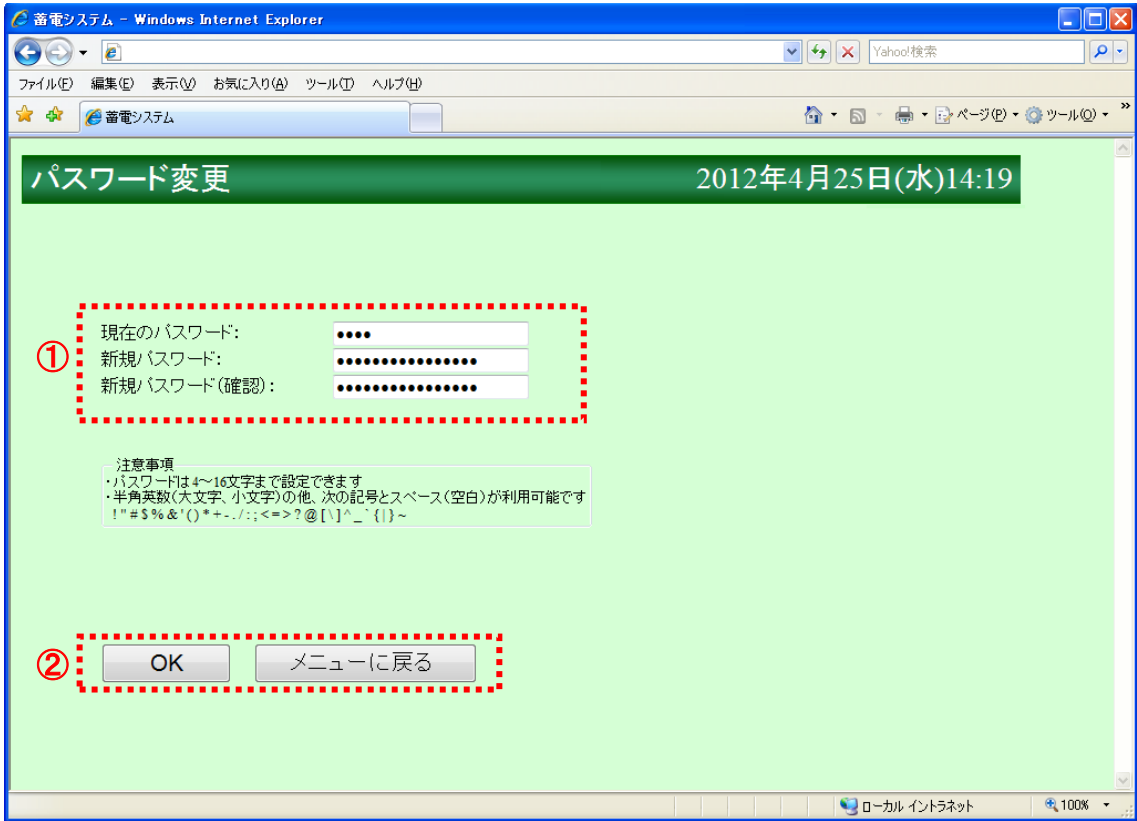 蓄電システム - Windows Internet Explorer
Yahoo!検索
ファイル(F) 編集(E) 表示(V) お気に入り(A) ツール(T) ヘルプ(H)
蓄電システム
ページ(P) ツール(O) »
パスワード変更 2012年4月25日(水)14:19
①
現在のパスワード: ••••
新規パスワード: ••••••••••••••••
新規パスワード(確認): ••••••••••••••••
注意事項
・パスワードは4～16文字まで設定できます
・半角英数(大文字、小文字)の他、次の記号とスペース(空白)が利用可能です
!"#$%&'()*+-./:;<=>?@[\]^_`{|}~
②
OK メニューに戻る
ローカル イントラネット 100%